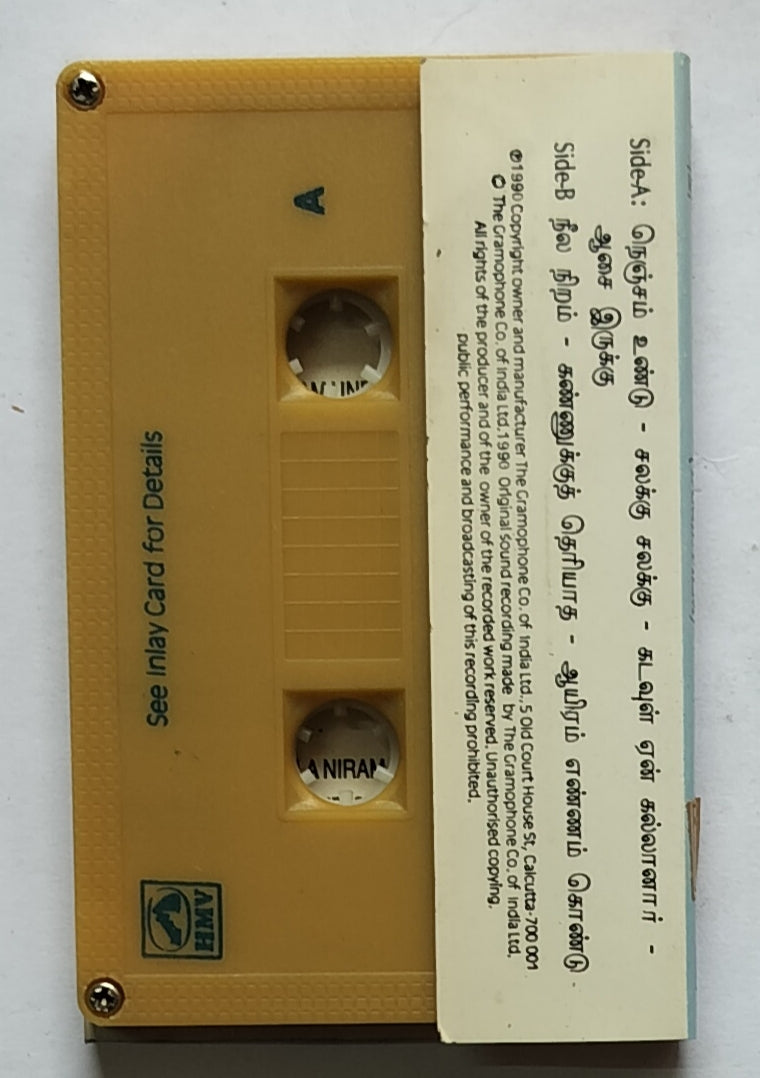 Side-A: நெஞ்சம் உண்டு - சலக்கு சலக்கு - கடவுள் ஏன் கல்லானார் -
ஆசை இருக்கு
Side-B நீல நிறம் - கண்ணுக்குத் தெரியாத - ஆயிரம் எண்ணம் கொண்டு -
℗1990 Copyright owner and manufacturer The Gramophone Co. of India Ltd., 5 Old Court House St, Calcutta-700 001
© The Gramophone Co. of India Ltd. 1990 Original sound recording made by The Gramophone Co. of India Ltd.
All rights of the producer and of the owner of the recorded work reserved. Unauthorised copying,
public performance and broadcasting of this recording prohibited.
A
A NIRAM
See Inlay Card for Details
HMV